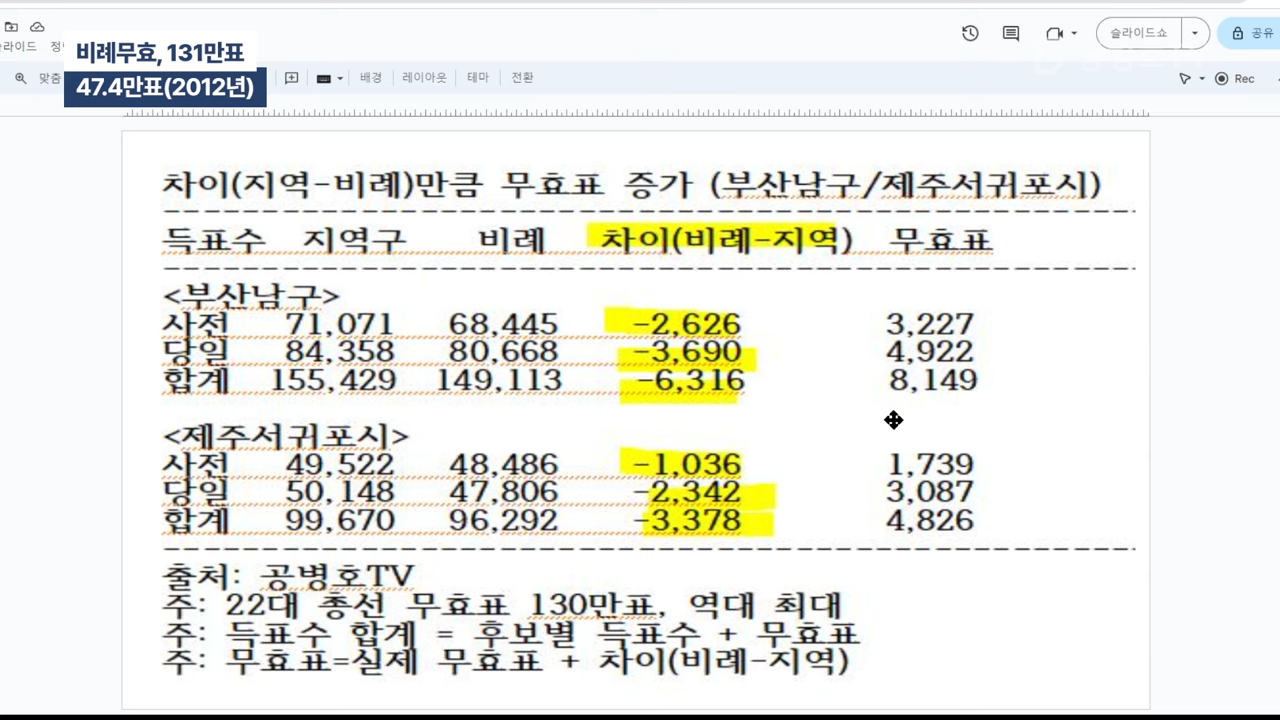 비례무효, 131만표
47.4만표(2012년)
슬라이드쇼
공유
맞춤
배경
레이아웃
테마
전환
Rec
차이(지역-비례)만큼 무효표 증가 (부산남구/제주서귀포시)
득표수 지역구 비례 차이(비례-지역) 무효표
<부산남구>
사전 71,071 68,445 -2,626 3,227
당일 84,358 80,668 -3,690 4,922
합계 155,429 149,113 -6,316 8,149
<제주서귀포시>
사전 49,522 48,486 -1,036 1,739
당일 50,148 47,806 -2,342 3,087
합계 99,670 96,292 -3,378 4,826
출처: 공병호TV
주: 22대 총선 무효표 130만표, 역대 최대
주: 득표수 합계 = 후보별 득표수 + 무효표
주: 무효표=실제 무효표 + 차이(비례-지역)